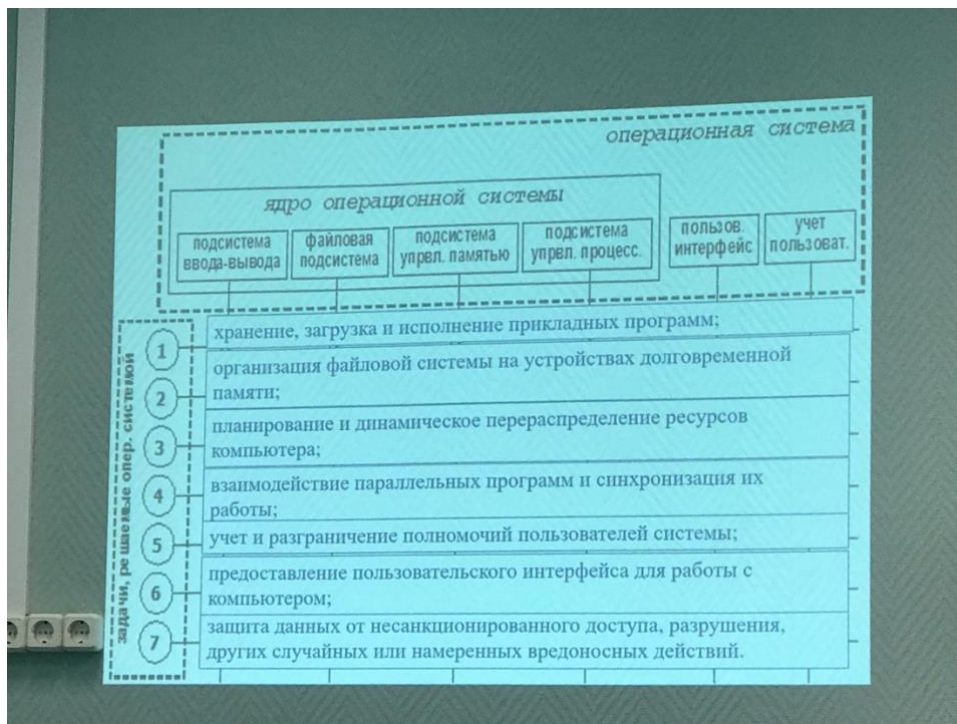 операционная система
ядро операционной системы
подсистема
ввода-вывода
файловая
подсистема
подсистема
упрвл. памятью
подсистема
упрвл. процесс.
пользов.
интерфейс
учет
пользоват.
задачи, решаемые опер. системой
1
хранение, загрузка и исполнение прикладных программ;
2
организация файловой системы на устройствах долговременной
памяти;
3
планирование и динамическое перераспределение ресурсов
компьютера;
4
взаимодействие параллельных программ и синхронизация их
работы;
5
учет и разграничение полномочий пользователей системы;
6
предоставление пользовательского интерфейса для работы с
компьютером;
7
защита данных от несанкционированного доступа, разрушения,
других случайных или намеренных вредоносных действий.